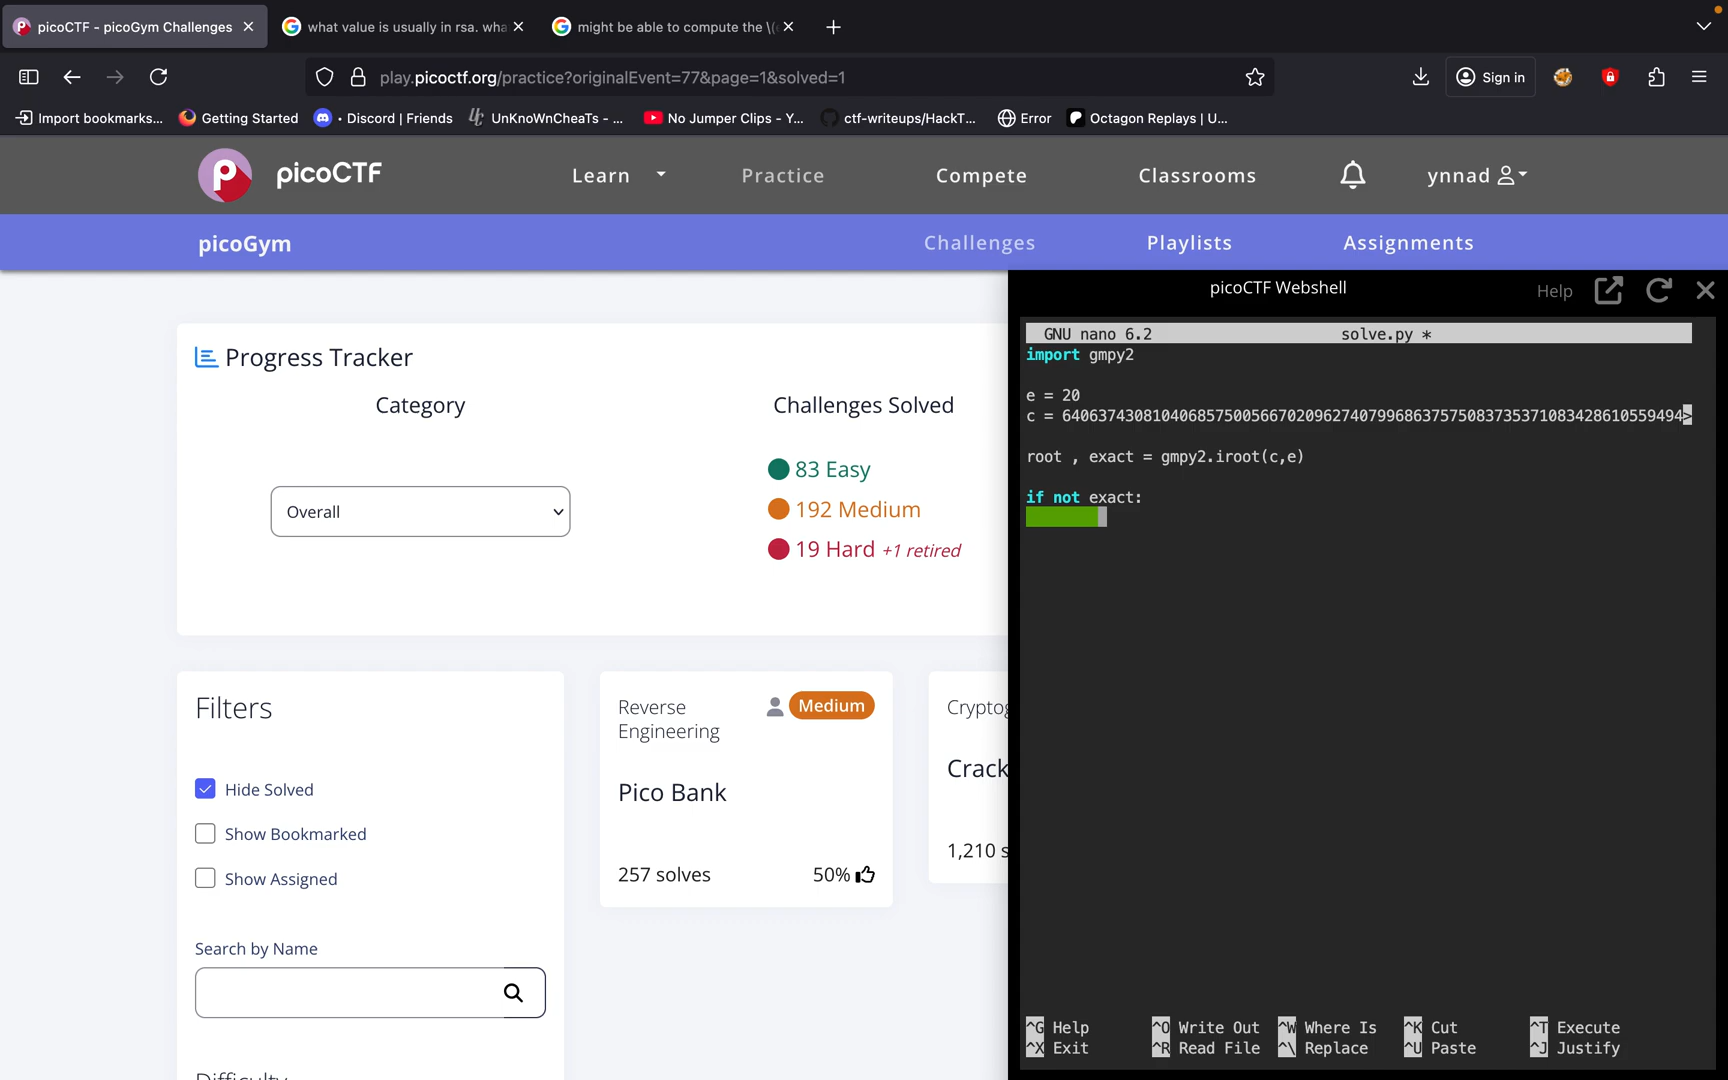 picoCTF - picoGym Challenges
what value is usually in rsa. wha
might be able to compute the \(e
play.picoctf.org/practice?originalEvent=77&page=1&solved=1
Sign in
Import bookmarks...
Getting Started
• Discord | Friends
UnKnoWnCheaTs - ...
No Jumper Clips - Y...
ctf-writeups/HackT...
Error
Octagon Replays | U...
picoCTF
Learn
Practice
Compete
Classrooms
ynnad
picoGym
Challenges
Playlists
Assignments
picoCTF Webshell
Help
Progress Tracker
Category
Challenges Solved
Overall
83 Easy
192 Medium
19 Hard +1 retired
Filters
Hide Solved
Show Bookmarked
Show Assigned
Search by Name
Difficulty
Reverse
Engineering
Medium
Pico Bank
257 solves
50%
Cryptog
Crack
1,210 s
GNU nano 6.2 solve.py *
import gmpy2
e = 20
c = 640637430810406857500566702096274079968637575083735371083428610559494>
root , exact = gmpy2.iroot(c,e)
if not exact:
^G Help ^O Write Out ^W Where Is ^K Cut ^T Execute
^X Exit ^R Read File ^\ Replace ^U Paste ^J Justify